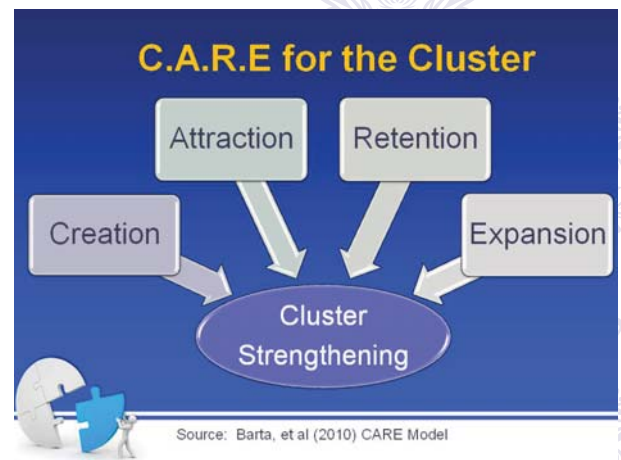 C.A.R.E for the Cluster
Attraction
Retention
Creation
Expansion
Cluster
Strengthening
Source: Barta, et al (2010) CARE Model